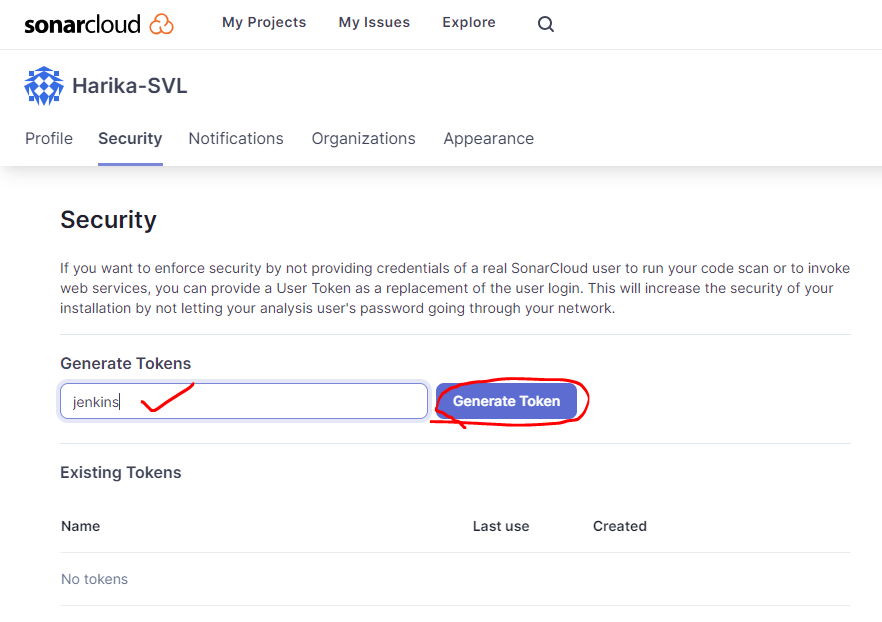 sonarcloud
My Projects My Issues Explore
Harika-SVL
Profile Security Notifications Organizations Appearance
Security
If you want to enforce security by not providing credentials of a real SonarCloud user to run your code scan or to invoke
web services, you can provide a User Token as a replacement of the user login. This will increase the security of your
installation by not letting your analysis user's password going through your network.
Generate Tokens
jenkins Generate Token
Existing Tokens
Name Last use Created
No tokens